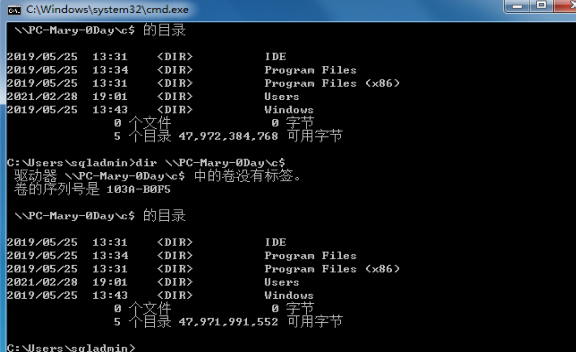 C:\Windows\system32\cmd.exe
\\PC-Mary-0Day\c$ 的目录
2019/05/25  13:31    <DIR>          IDE
2019/05/25  13:34    <DIR>          Program Files
2019/05/25  13:31    <DIR>          Program Files (x86)
2021/02/28  19:01    <DIR>          Users
2019/05/25  13:43    <DIR>          Windows
0 个文件              0 字节
5 个目录 47,972,384,768 可用字节
C:\Users\sqladmin>dir \\PC-Mary-0Day\c$
驱动器 \\PC-Mary-0Day\c$ 中的卷没有标签。
卷的序列号是 103A-B0F5
\\PC-Mary-0Day\c$ 的目录
2019/05/25  13:31    <DIR>          IDE
2019/05/25  13:34    <DIR>          Program Files
2019/05/25  13:31    <DIR>          Program Files (x86)
2021/02/28  19:01    <DIR>          Users
2019/05/25  13:43    <DIR>          Windows
0 个文件              0 字节
5 个目录 47,971,991,552 可用字节
C:\Users\sqladmin>